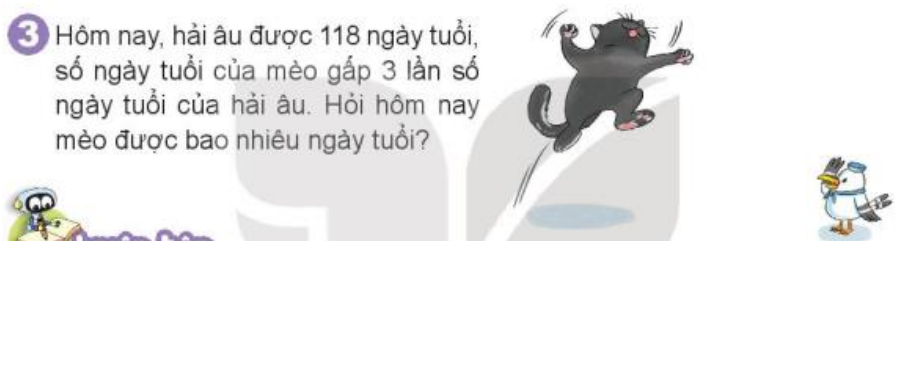 3 Hôm nay, hải âu được 118 ngày tuổi,
số ngày tuổi của mèo gấp 3 lần số
ngày tuổi của hải âu. Hỏi hôm nay
mèo được bao nhiêu ngày tuổi?